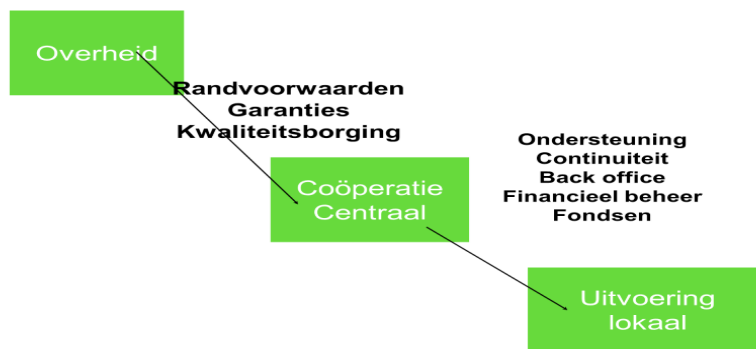 Overheid
Randvoorwaarden
Garanties
Kwaliteitsborging
Coöperatie
Centraal
Ondersteuning
Continuiteit
Back office
Financieel beheer
Fondsen
Uitvoering
lokaal